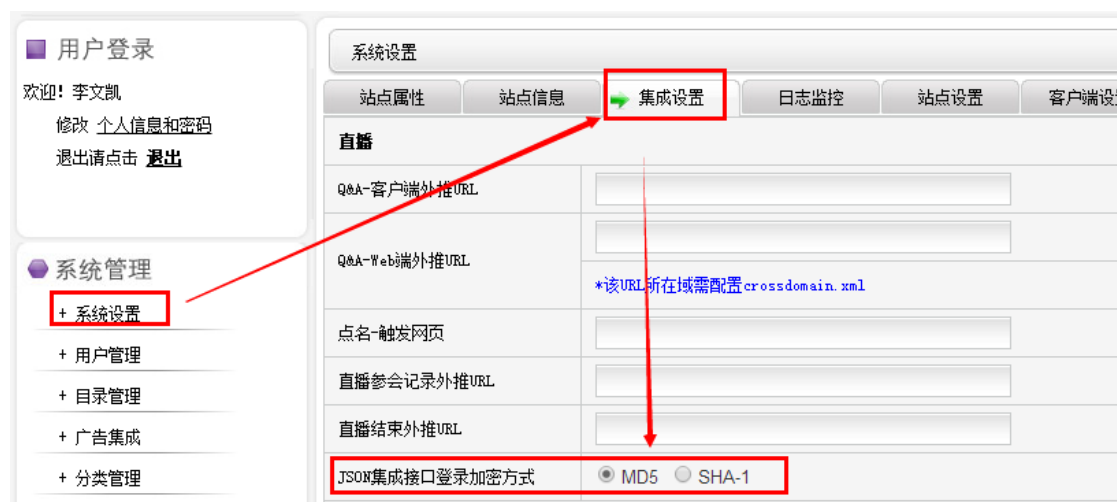 用户登录
欢迎! 李文凯
修改 个人信息和密码
退出请点击 退出
系统管理
+ 系统设置
+ 用户管理
+ 目录管理
+ 广告集成
+ 分类管理
系统设置
站点属性 站点信息 集成设置 日志监控 站点设置 客户端设
直播
Q&A-客户端外推URL
Q&A-Web端外推URL
*该URL所在域需配置crossdomain.xml
点名-触发网页
直播参会记录外推URL
直播结束外推URL
JSON集成接口登录加密方式 MD5 SHA-1